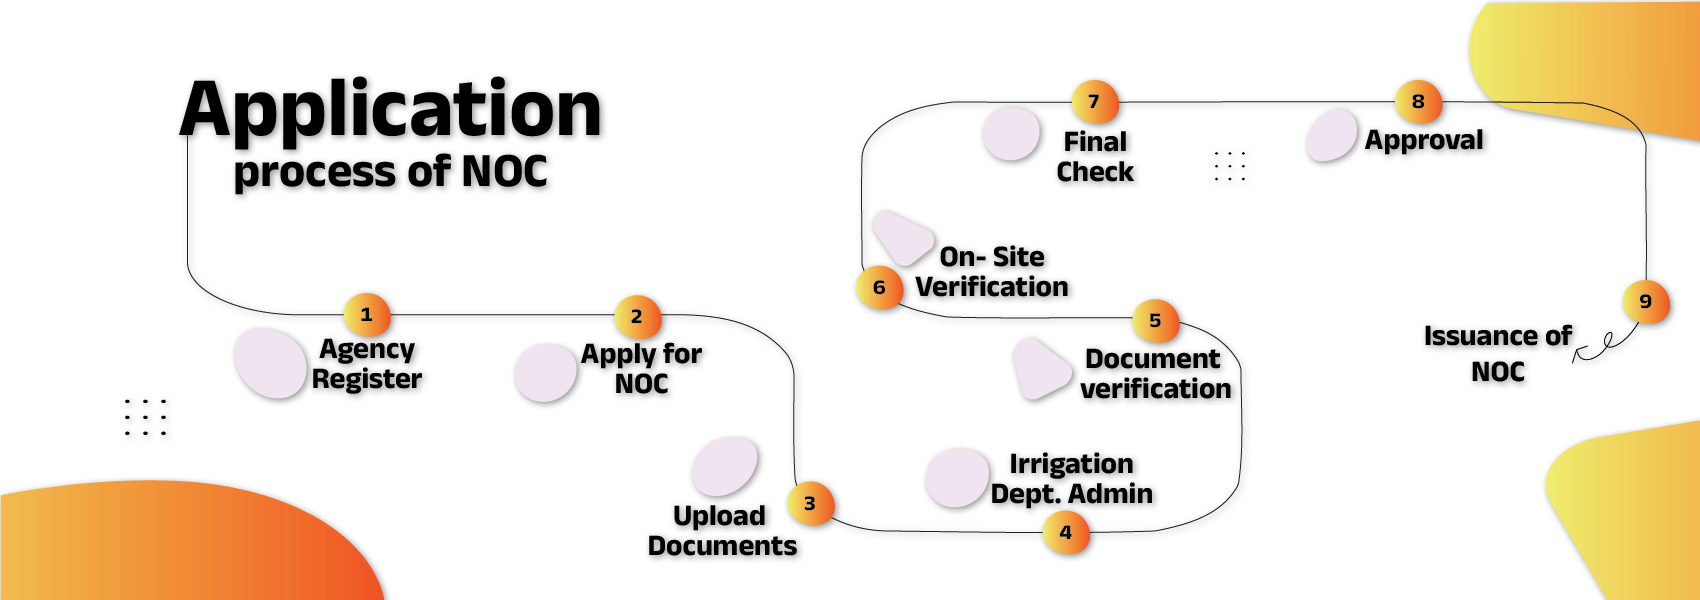 Application
process of NOC
1
Agency
Register
2
Apply for
NOC
3
Upload
Documents
4
Irrigation
Dept. Admin
5
Document
verification
6
On- Site
Verification
7
Final
Check
8
Approval
9
Issuance of
NOC